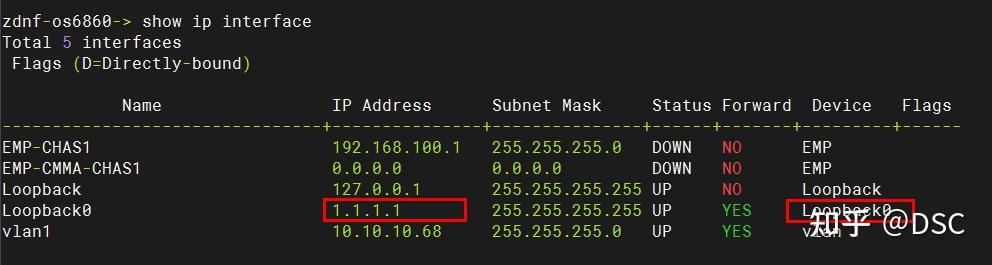 zdnf-os6860-> show ip interface
Total 5 interfaces
Flags (D=Directly-bound)
Name IP Address Subnet Mask Status Forward Device Flags
--------------------------------+---------------+---------------+------+-------+---------+------
EMP-CHAS1 192.168.100.1 255.255.255.0 DOWN NO EMP
EMP-CMMA-CHAS1 0.0.0.0 0.0.0.0 DOWN NO EMP
Loopback 127.0.0.1 255.255.255.255 UP NO Loopback
Loopback0 1.1.1.1 255.255.255.255 UP YES Loopback0
vlan1 10.10.10.68 255.255.255.0 UP YES vlan
知乎 @DSC